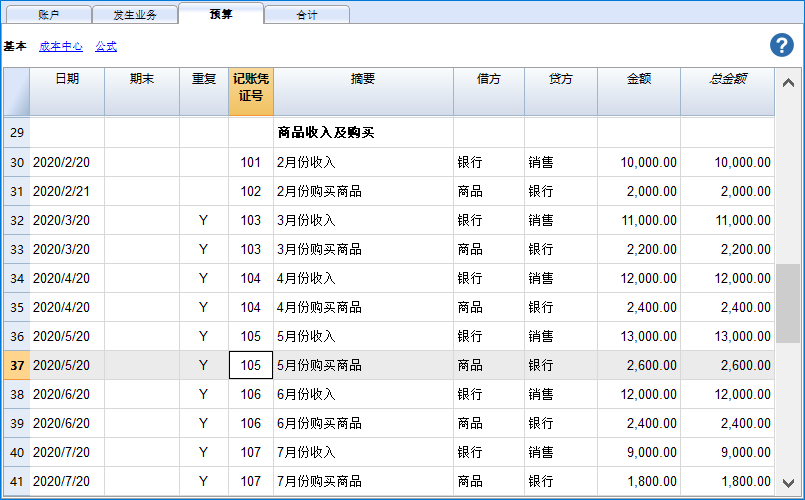 账户 发生业务 预算 合计
基本 成本中心 公式 ?
日期 期末 重复 记账凭证号 摘要 借方 贷方 金额 总金额
29 商品收入及购买
30 2020/2/20 101 2月份收入 银行 销售 10,000.00 10,000.00
31 2020/2/21 102 2月份购买商品 商品 银行 2,000.00 2,000.00
32 2020/3/20 Y 103 3月份收入 银行 销售 11,000.00 11,000.00
33 2020/3/20 Y 103 3月份购买商品 商品 银行 2,200.00 2,200.00
34 2020/4/20 Y 104 4月份收入 银行 销售 12,000.00 12,000.00
35 2020/4/20 Y 104 4月份购买商品 商品 银行 2,400.00 2,400.00
36 2020/5/20 Y 105 5月份收入 银行 销售 13,000.00 13,000.00
37 2020/5/20 Y 105 5月份购买商品 商品 银行 2,600.00 2,600.00
38 2020/6/20 Y 106 6月份收入 银行 销售 12,000.00 12,000.00
39 2020/6/20 Y 106 6月份购买商品 商品 银行 2,400.00 2,400.00
40 2020/7/20 Y 107 7月份收入 银行 销售 9,000.00 9,000.00
41 2020/7/20 Y 107 7月份购买商品 商品 银行 1,800.00 1,800.00